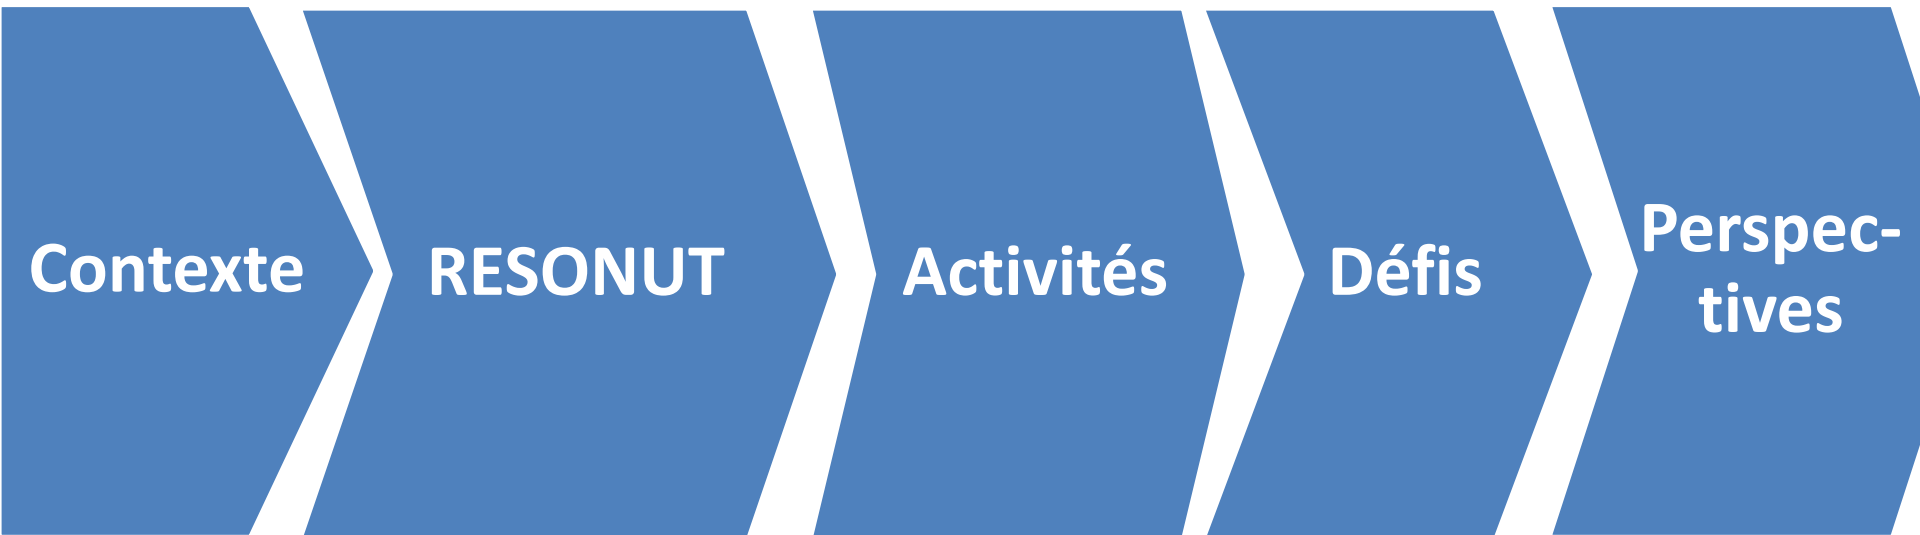 Contexte
RESONUT
Activités
Défis
Perspec-
tives